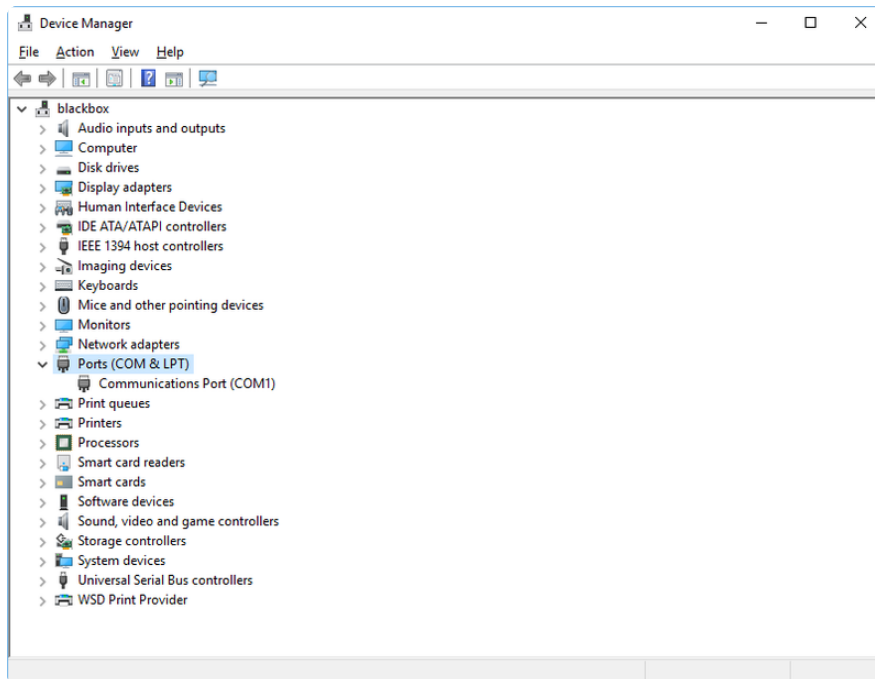 Device Manager
File Action View Help
blackbox
Audio inputs and outputs
Computer
Disk drives
Display adapters
Human Interface Devices
IDE ATA/ATAPI controllers
IEEE 1394 host controllers
Imaging devices
Keyboards
Mice and other pointing devices
Monitors
Network adapters
Ports (COM & LPT)
Communications Port (COM1)
Print queues
Printers
Processors
Smart card readers
Smart cards
Software devices
Sound, video and game controllers
Storage controllers
System devices
Universal Serial Bus controllers
WSD Print Provider